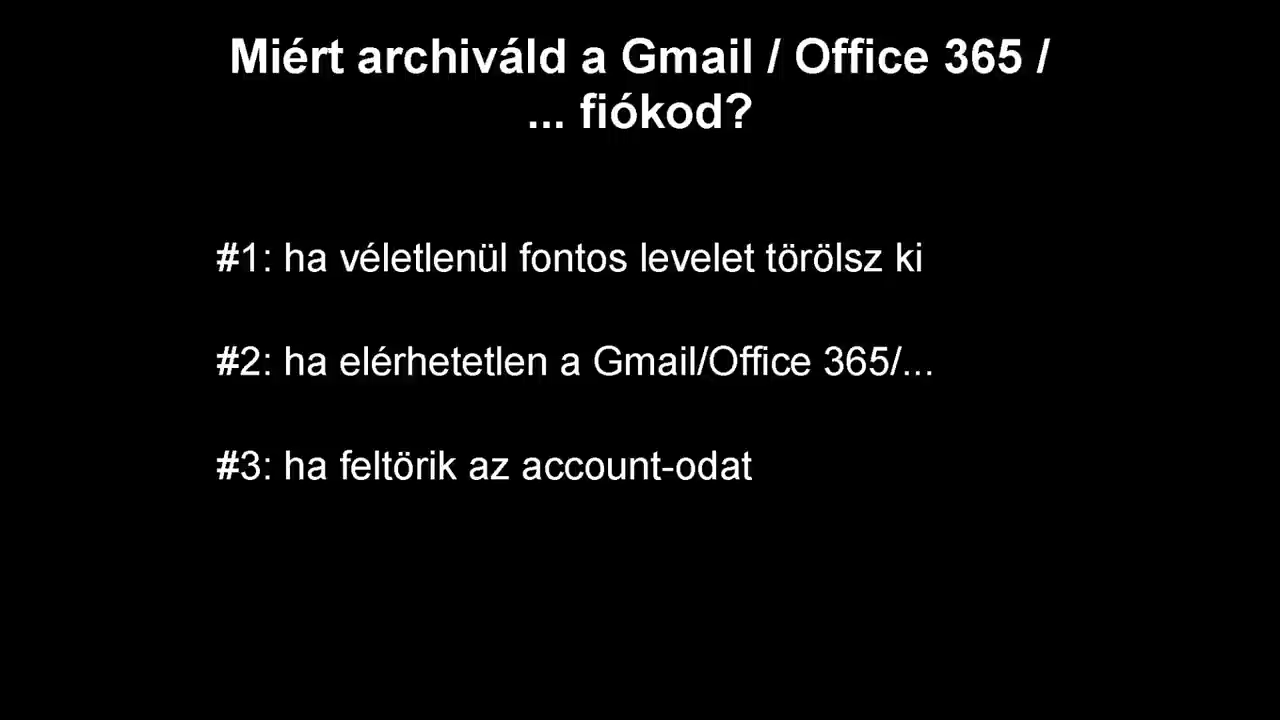 Miért archiváld a Gmail / Office 365 /
... fiókod?
#1: ha véletlenül fontos levelet törölsz ki
#2: ha elérhetetlen a Gmail/Office 365/...
#3: ha feltörik az account-odat